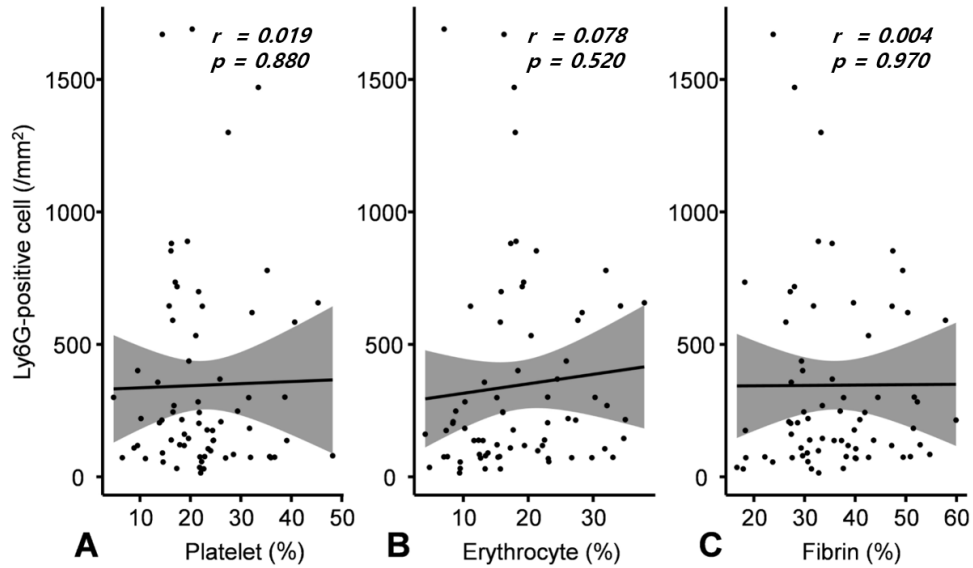 r = 0.019
p = 0.880
r = 0.078
p = 0.520
r = 0.004
p = 0.970
Ly6G-positive cell (/mm²)
1500
1000
500
0
1500
1000
500
0
1500
1000
500
0
10 20 30 40 50
10 20 30
20 30 40 50 60
A Platelet (%)
B Erythrocyte (%)
C Fibrin (%)